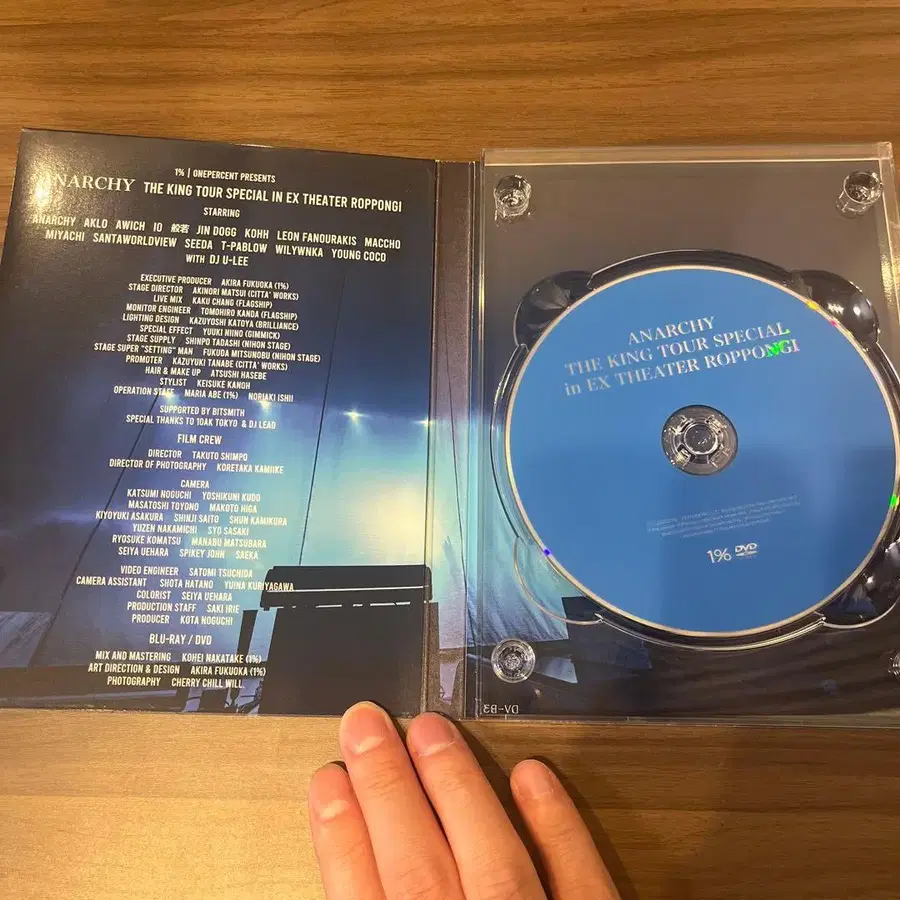 1% | ONEPERCENT PRESENTS
ANARCHY THE KING TOUR SPECIAL IN EX THEATER ROPPONGI
STARRING
ANARCHY AKLO AWICH IO 般若 JIN DOGG KOHH LEON FANOURAKIS MACCHO
MIYACHI SANTAWORLDVIEW SEEDA T-PABLOW WILYWNKA YOUNG COCO
WITH DJ U-LEE
EXECUTIVE PRODUCER AKIRA FUKUOKA (1%)
STAGE DIRECTOR AKINORI MATSUI (CITTA' WORKS)
LIVE MIX KAKU CHANG (FLAGSHIP)
MONITOR ENGINEER TOMOHIRO KANDA (FLAGSHIP)
LIGHTING DESIGN KAZUYOSHI KATOYA (BRILLIANCE)
SPECIAL EFFECT YUUKI NIINO (GIMMICK)
STAGE SUPPLY SHINPO TADASHI (NIHON STAGE)
STAGE SUPER "SETTING" MAN FUKUDA MITSUNOBU (NIHON STAGE)
PROMOTER KAZUYUKI TANABE (CITTA' WORKS)
HAIR & MAKE UP ATSUSHI HASEBE
STYLIST KEISUKE KANOH
OPERATION STAFF MARIA ABE (1%) NORIAKI ISHII
SUPPORTED BY BITSMITH
SPECIAL THANKS TO 10AK TOKYO & DJ LEAD
FILM CREW
DIRECTOR TAKUTO SHIMPO
DIRECTOR OF PHOTOGRAPHY KORETAKA KAMIIKE
CAMERA
KATSUMI NOGUCHI YOSHIKUNI KUDO
MASATOSHI TOYONO MAKOTO HIGA
KIYOYUKI ASAKURA SHINJI SAITO SHUN KAMIKURA
YUZEN NAKAMICHI SYO SASAKI
RYOSUKE KOMATSU MANABU MATSUBARA
SEIYA UEHARA SPIKEY JOHN SAEKA
VIDEO ENGINEER SATOMI TSUCHIDA
CAMERA ASSISTANT SHOTA HATANO YUINA KURIYAGAWA
COLORIST SEIYA UEHARA
PRODUCTION STAFF SAKI IRIE
PRODUCER KOTA NOGUCHI
BLU-RAY / DVD
MIX AND MASTERING KOHEI NAKATAKE (1%)
ART DIRECTION & DESIGN AKIRA FUKUOKA (1%)
PHOTOGRAPHY CHERRY CHILL WILL.
ANARCHY
THE KING TOUR SPECIAL
in EX THEATER ROPPONGI
1% DVD
DV-B3